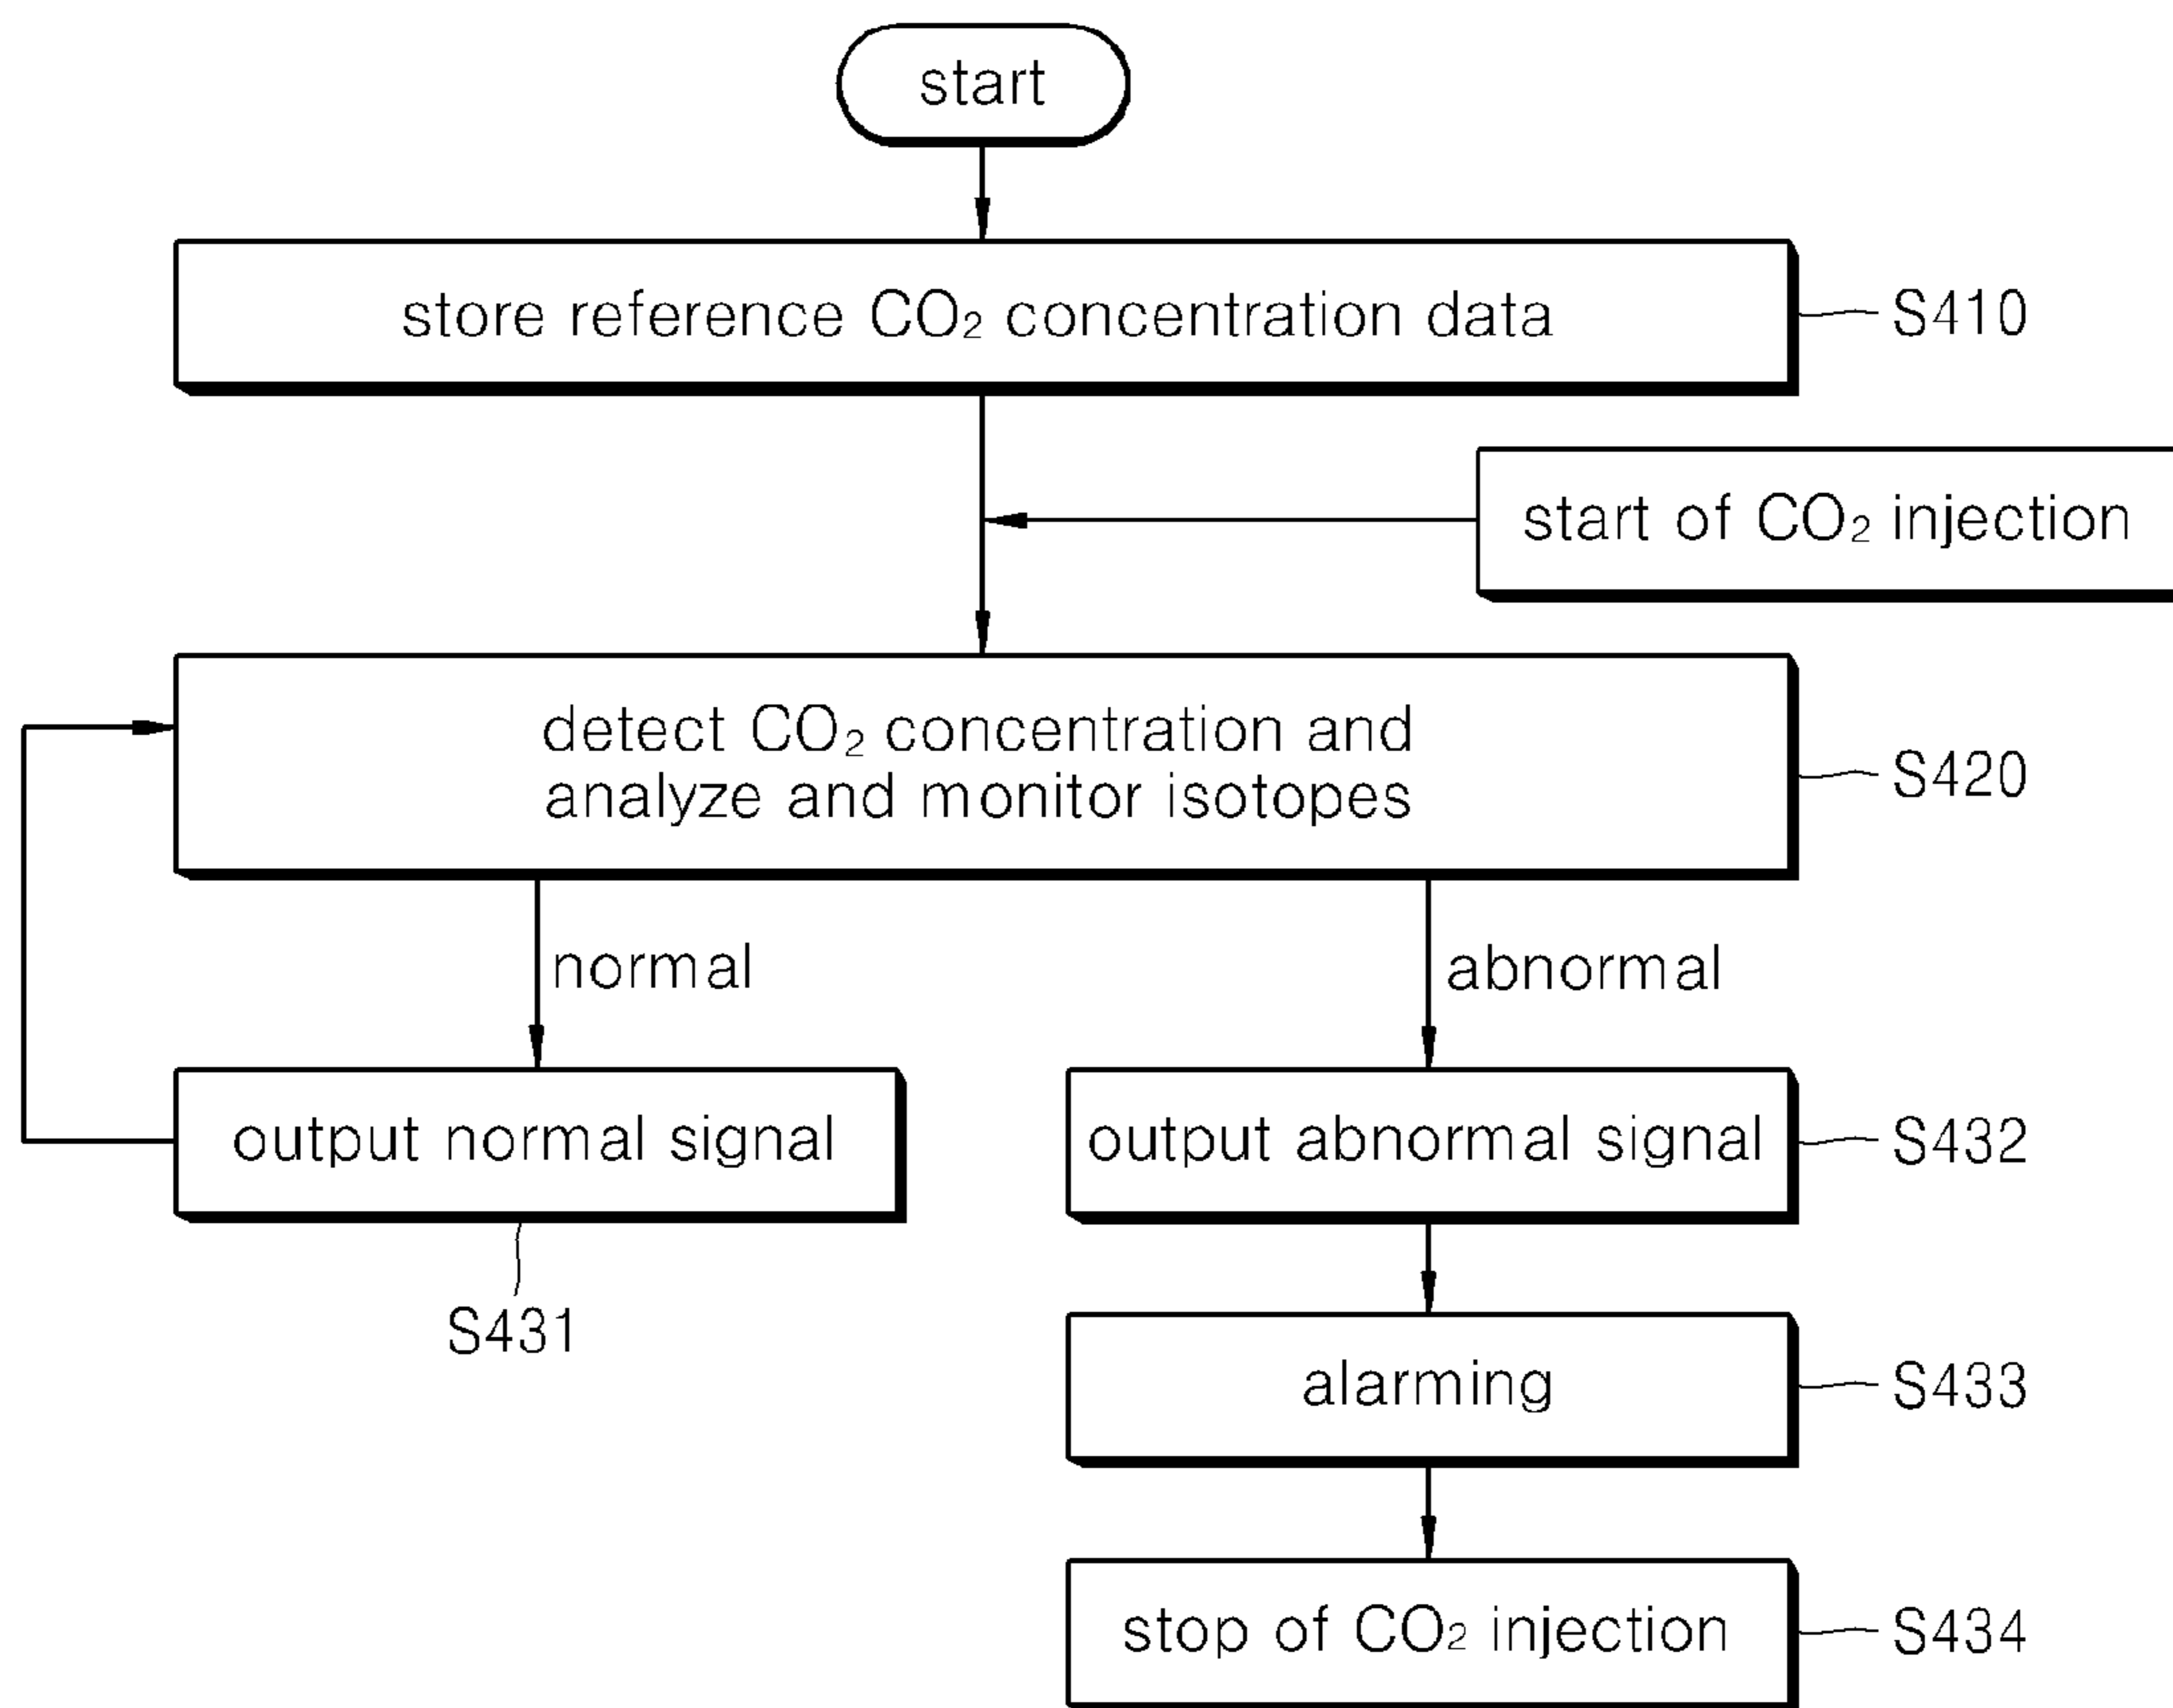 start
store reference CO₂ concentration data
S410
start of CO₂ injection
detect CO₂ concentration and
analyze and monitor isotopes
S420
normal
abnormal
output normal signal
output abnormal signal
S432
S431
alarming
S433
stop of CO₂ injection
S434